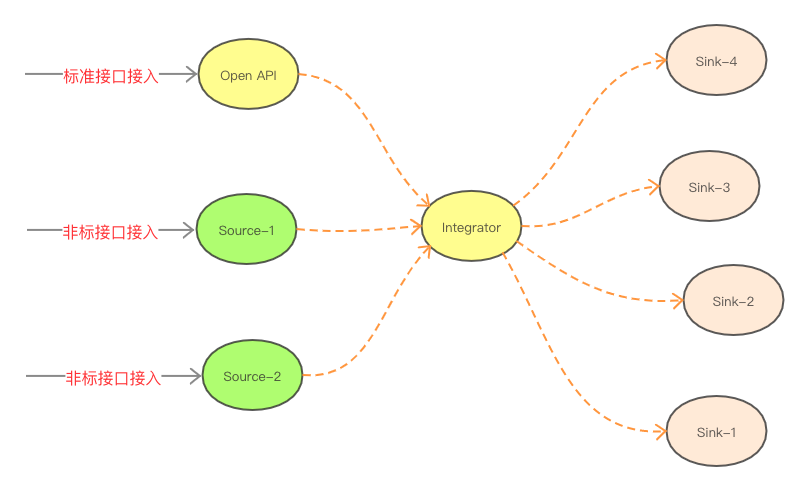 标准接口接入
Open API
非标接口接入
Source-1
非标接口接入
Source-2
Integrator
Sink-4
Sink-3
Sink-2
Sink-1